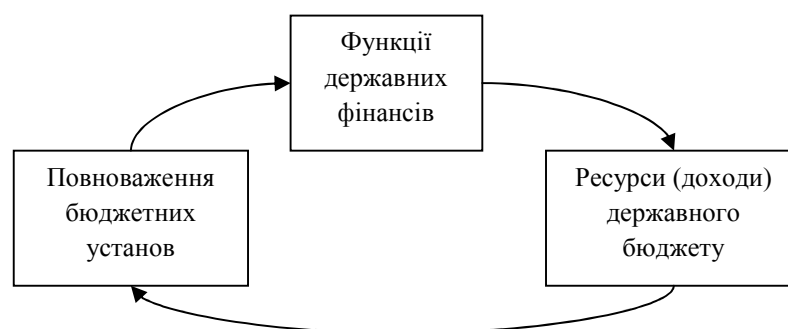 Функції
державних
фінансів
Повноваження
бюджетних
установ
Ресурси (доходи)
державного
бюджету